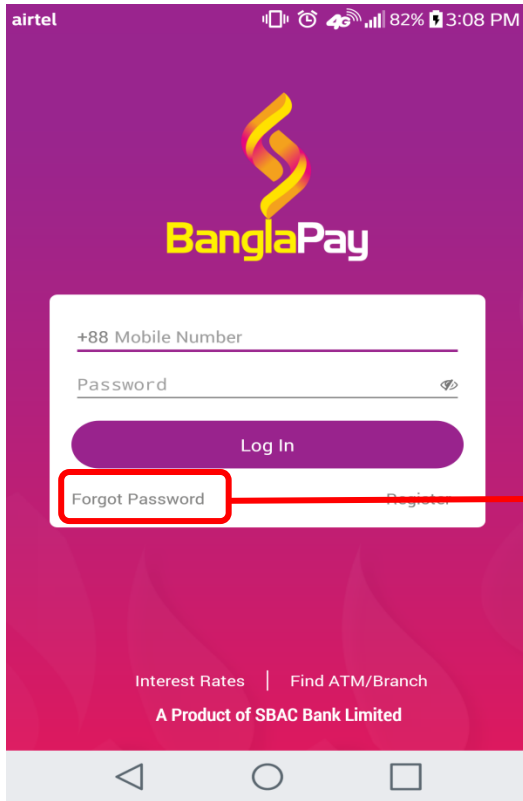 airtel 4G 82% 3:08 PM
BanglaPay
+88 Mobile Number
Password
Log In
Forgot Password Register
Interest Rates | Find ATM/Branch
A Product of SBAC Bank Limited